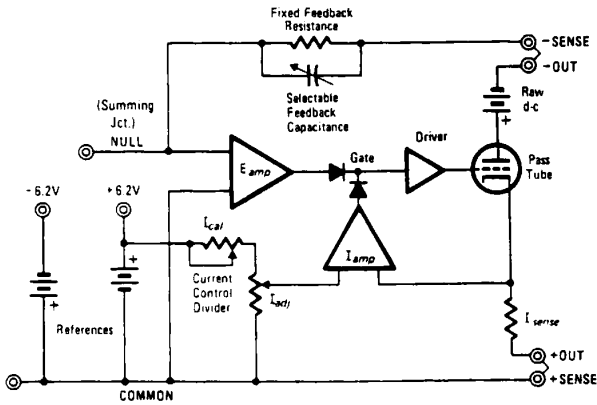 Fixed Feedback
Resistance
-SENSE
-OUT
Selectable
Feedback
Capacitance
Raw
d-c
+
(Summing
Jct.)
NULL
Gate
Driver
E amp
Pass
Tube
-6.2V
+6.2V
I cal
I amp
+
+
Current
Control
Divider
I adj
I sense
References
+OUT
+SENSE
COMMON